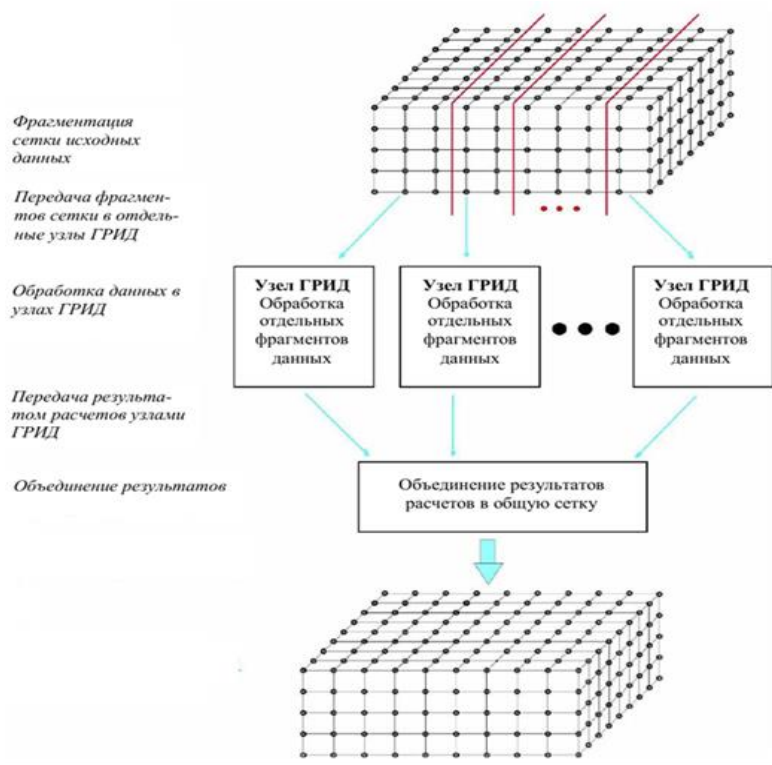 Фрагментация
сетки исходных
данных
Передача фрагмен-
тов сетки в отдель-
ные узлы ГРИД
Обработка данных в
узлах ГРИД
Узел ГРИД
Обработка
отдельных
фрагментов
данных
Узел ГРИД
Обработка
отдельных
фрагментов
данных
Узел ГРИД
Обработка
отдельных
фрагментов
данных
Передача результа-
том расчетов узлами
ГРИД
Объединение результатов
Объединение результатов
расчетов в общую сетку